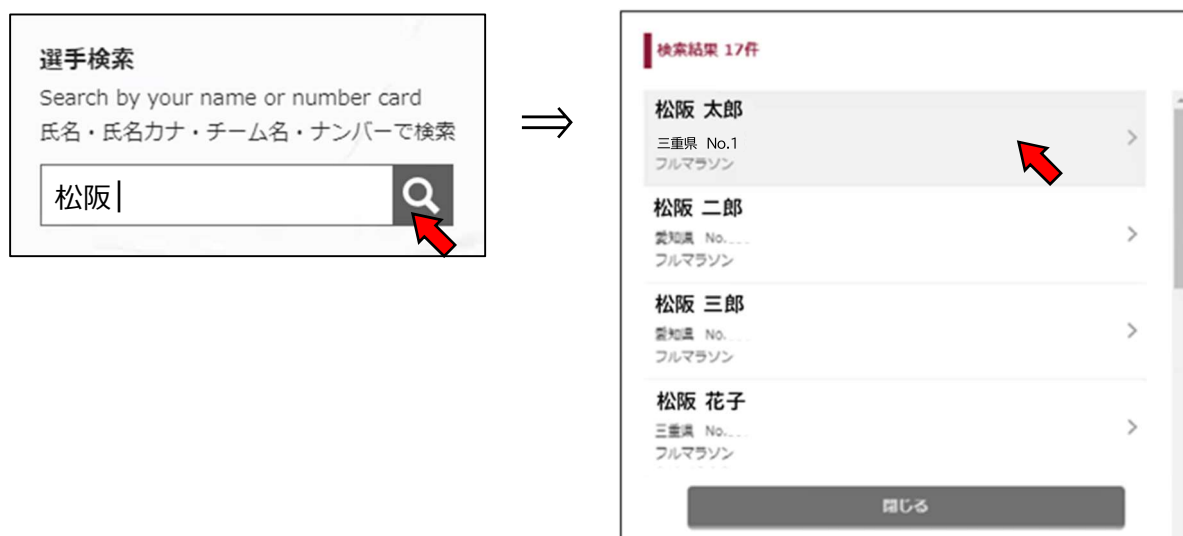 選手検索
Search by your name or number card
氏名・氏名カナ・チーム名・ナンバーで検索
松阪
⇒
検索結果 17件
松阪 太郎
三重県 No.1
フルマラソン
松阪 二郎
愛知県 No.
フルマラソン
松阪 三郎
愛知県 No.
フルマラソン
松阪 花子
三重県 No.
フルマラソン
閉じる